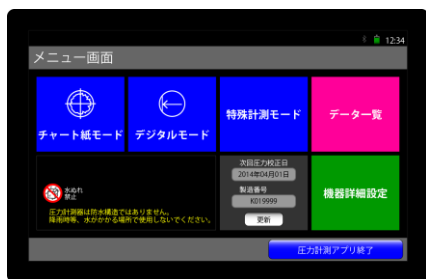 12:34
メニュー画面
チャート紙モード
デジタルモード
特殊計測モード
データ一覧
水ぬれ
禁止
圧力計測器は防水構造ではありません。
降雨時等、水がかかる場所で使用しないでください。
次回圧力校正日
2014年04月01日
製造番号
K019999
更新
機器詳細設定
圧力計測アプリ終了